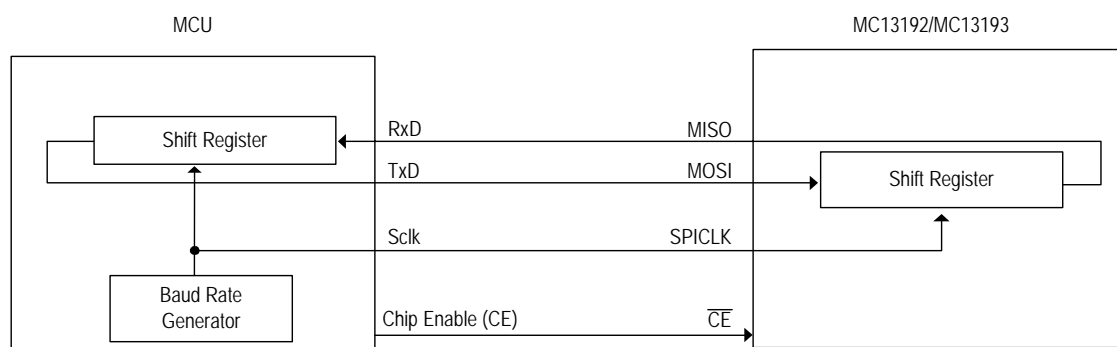 MCU
MC13192/MC13193
Shift Register
RxD
MISO
TxD
MOSI
Shift Register
Sclk
SPICLK
Baud Rate
Generator
Chip Enable (CE)
C̅E̅